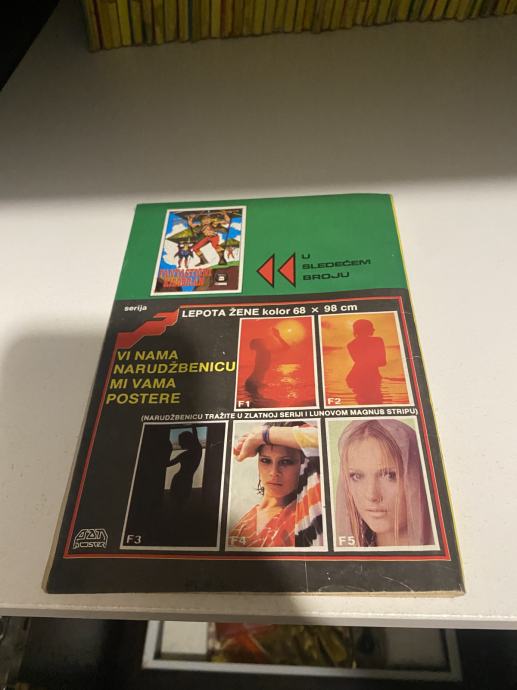 U
SLEDEĆEM
BROJU
serija
LEPOTA ŽENE kolor 68 × 98 cm
VI NAMA
NARUDŽBENICU
MI VAMA
POSTERE
F1
F2
(NARUDŽBENICU TRAŽITE U ZLATNOJ SERIJI I LUNOVOM MAGNUS STRIPU)
F3
F4
F5
POSTER